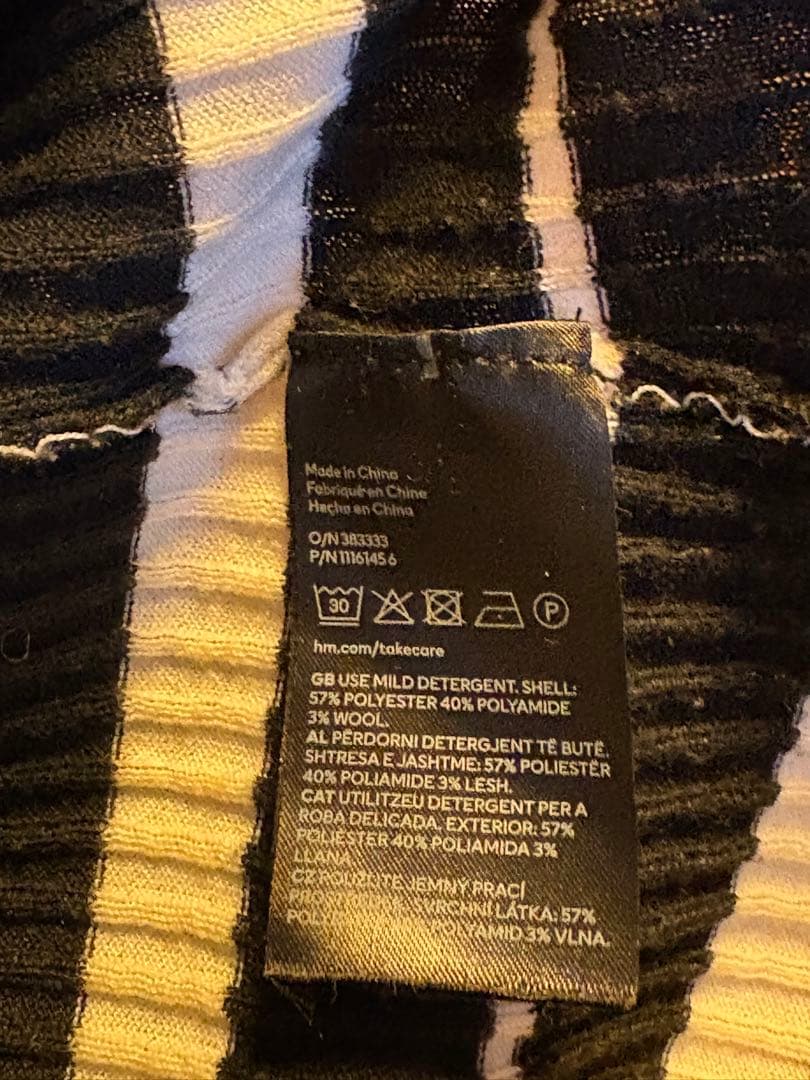 Made in China
Fabriqué en Chine
Hecho en China
O/N 383333
P/N 1116145 6
30
P
hm.com/takecare
GB USE MILD DETERGENT. SHELL:
57% POLYESTER 40% POLYAMIDE
3% WOOL.
AL PËRDORNI DETERGJENT TË BUTË.
SHTRESA E JASHTME: 57% POLIESTËR
40% POLIAMIDE 3% LESH.
CAT UTILITZEU DETERGENT PER A
ROBA DELICADA. EXTERIOR: 57%
POLIÈSTER 40% POLIAMIDA 3%
LLANA.
CZ POUŽIJTE JEMNÝ PRACÍ
SVRCHNÍ LÁTKA: 57%
POLYAMID 3% VLNA.